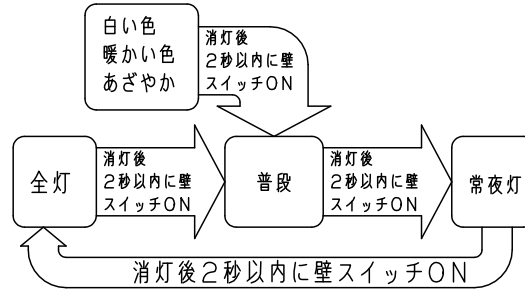 白い色
暖かい色
あざやか
消灯後
2秒以内に壁
スイッチON
全灯
消灯後
2秒以内に壁
スイッチON
普段
消灯後
2秒以内に壁
スイッチON
常夜灯
消灯後2秒以内に壁スイッチON